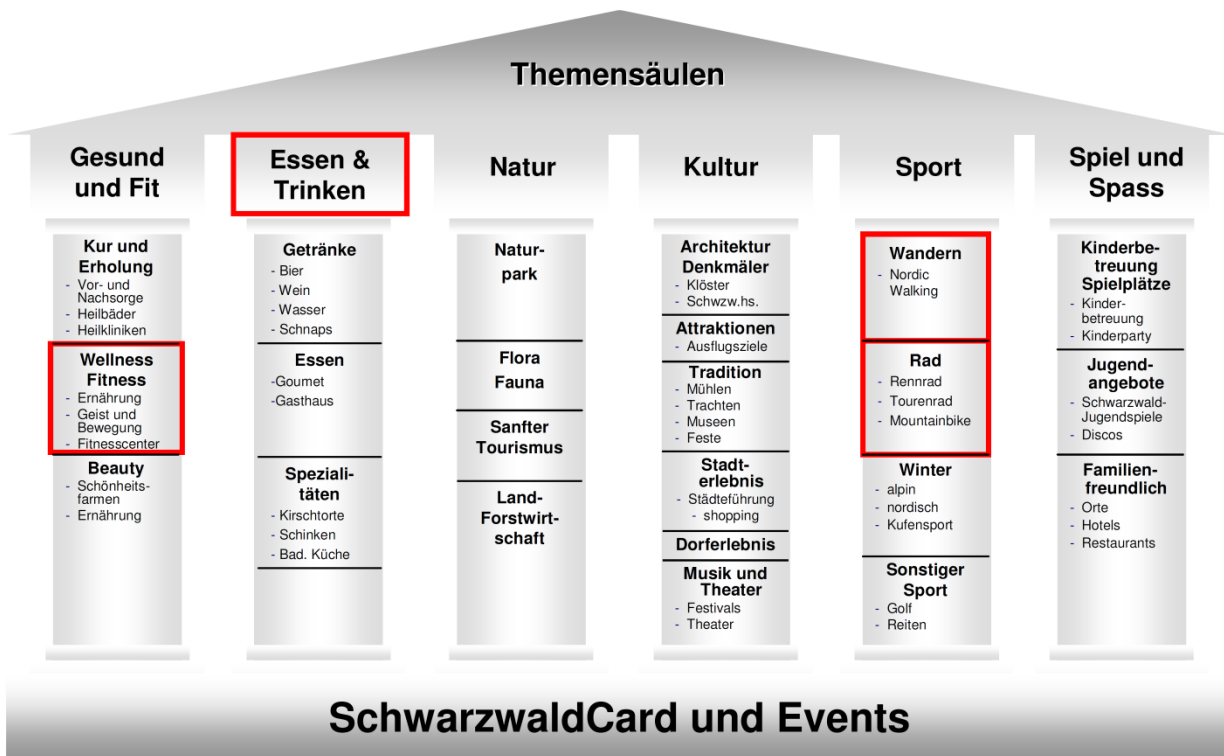 Themensäulen
Gesund
und Fit
Kur und
Erholung
- Vor- und
Nachsorge
- Heilbäder
- Heilkliniken
Wellness
Fitness
- Ernährung
- Geist und
Bewegung
- Fitnesscenter
Beauty
- Schönheits-
farmen
- Ernährung
Essen &
Trinken
Getränke
- Bier
- Wein
- Wasser
- Schnaps
Essen
-Goumet
-Gasthaus
Speziali-
täten
- Kirschtorte
- Schinken
- Bad. Küche
Natur
Natur-
park
Flora
Fauna
Sanfter
Tourismus
Land-
Forstwirt-
schaft
Kultur
Architektur
Denkmäler
- Klöster
- Schwzw.hs.
Attraktionen
- Ausflugsziele
Tradition
- Mühlen
- Trachten
- Museen
- Feste
Stadt-
erlebnis
- Städteführung
- shopping
Dorferlebnis
Musik und
Theater
- Festivals
- Theater
Sport
Wandern
- Nordic
Walking
Rad
- Rennrad
- Tourenrad
- Mountainbike
Winter
- alpin
- nordisch
- Kufensport
Sonstiger
Sport
- Golf
- Reiten
Spiel und
Spass
Kinderbe-
treuung
Spielplätze
- Kinder-
betreuung
- Kinderparty
Jugend-
angebote
- Schwarzwald-
Jugendspiele
- Discos
Familien-
freundlich
- Orte
- Hotels
- Restaurants
SchwarzwaldCard und Events